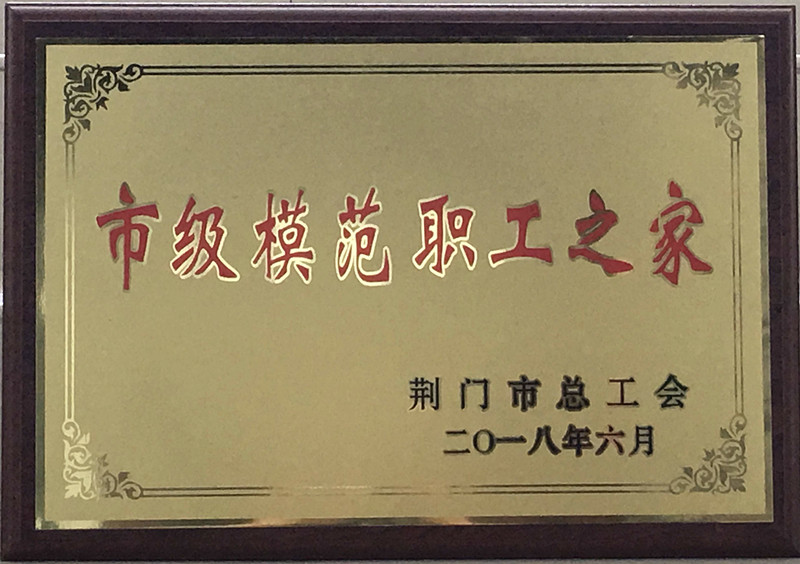 市级模范职工之家
荆门市总工会
二〇一八年六月